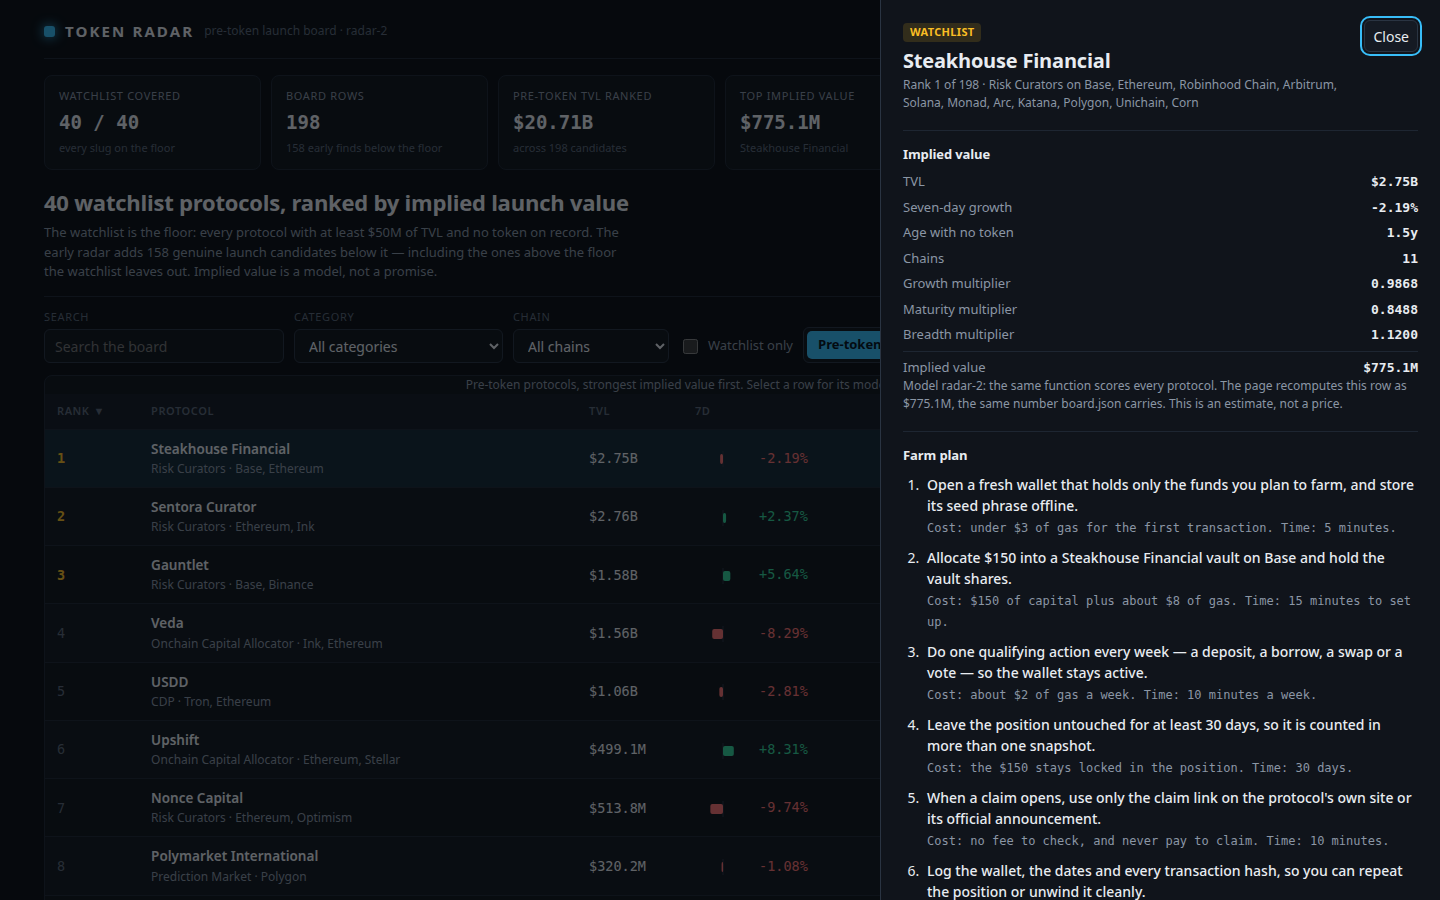 TOKEN RADAR pre-token launch board · radar-2
WATCHLIST COVERED
40 / 40
every slug on the floor
BOARD ROWS
198
158 early finds below the floor
PRE-TOKEN TVL RANKED
$20.71B
across 198 candidates
TOP IMPLIED VALUE
$775.1M
Steakhouse Financial
40 watchlist protocols, ranked by implied launch value
The watchlist is the floor: every protocol with at least $50M of TVL and no token on record. The
early radar adds 158 genuine launch candidates below it — including the ones above the floor
the watchlist leaves out. Implied value is a model, not a promise.
SEARCH
Search the board
CATEGORY
All categories
CHAIN
All chains
Watchlist only
Pre-token
Pre-token protocols, strongest implied value first. Select a row for its mod
RANK ▼ PROTOCOL TVL 7D
1 Steakhouse Financial $2.75B -2.19%
Risk Curators · Base, Ethereum
2 Sentora Curator $2.76B +2.37%
Risk Curators · Ethereum, Ink
3 Gauntlet $1.58B +5.64%
Risk Curators · Base, Binance
4 Veda $1.56B -8.29%
Onchain Capital Allocator · Ink, Ethereum
5 USDD $1.06B -2.81%
CDP · Tron, Ethereum
6 Upshift $499.1M +8.31%
Onchain Capital Allocator · Ethereum, Stellar
7 Nonce Capital $513.8M -9.74%
Risk Curators · Ethereum, Optimism
8 Polymarket International $320.2M -1.08%
Prediction Market · Polygon
WATCHLIST
Close
Steakhouse Financial
Rank 1 of 198 · Risk Curators on Base, Ethereum, Robinhood Chain, Arbitrum,
Solana, Monad, Arc, Katana, Polygon, Unichain, Corn
Implied value
TVL $2.75B
Seven-day growth -2.19%
Age with no token 1.5y
Chains 11
Growth multiplier 0.9868
Maturity multiplier 0.8488
Breadth multiplier 1.1200
Implied value $775.1M
Model radar-2: the same function scores every protocol. The page recomputes this row as
$775.1M, the same number board.json carries. This is an estimate, not a price.
Farm plan
1. Open a fresh wallet that holds only the funds you plan to farm, and store
its seed phrase offline.
Cost: under $3 of gas for the first transaction. Time: 5 minutes.
2. Allocate $150 into a Steakhouse Financial vault on Base and hold the
vault shares.
Cost: $150 of capital plus about $8 of gas. Time: 15 minutes to set
up.
3. Do one qualifying action every week — a deposit, a borrow, a swap or a
vote — so the wallet stays active.
Cost: about $2 of gas a week. Time: 10 minutes a week.
4. Leave the position untouched for at least 30 days, so it is counted in
more than one snapshot.
Cost: the $150 stays locked in the position. Time: 30 days.
5. When a claim opens, use only the claim link on the protocol's own site or
its official announcement.
Cost: no fee to check, and never pay to claim. Time: 10 minutes.
6. Log the wallet, the dates and every transaction hash, so you can repeat
the position or unwind it cleanly.